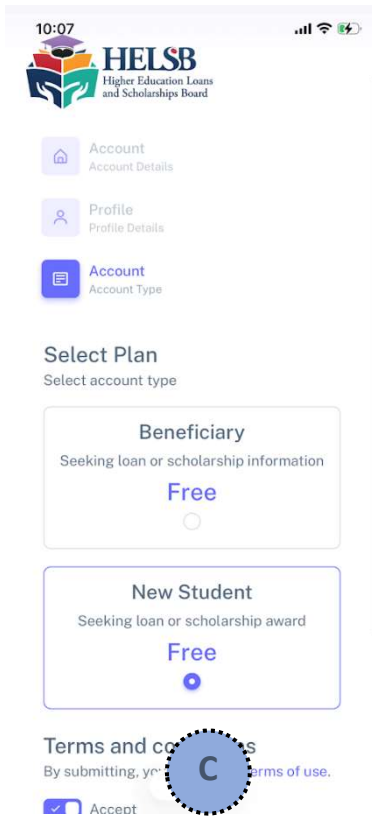 10:07
HELSB
Higher Education Loans
and Scholarships Board
Account
Account Details
Profile
Profile Details
Account
Account Type
Select Plan
Select account type
Beneficiary
Seeking loan or scholarship information
Free
New Student
Seeking loan or scholarship award
Free
Terms and
By submitting, terms of use.
C
Accept